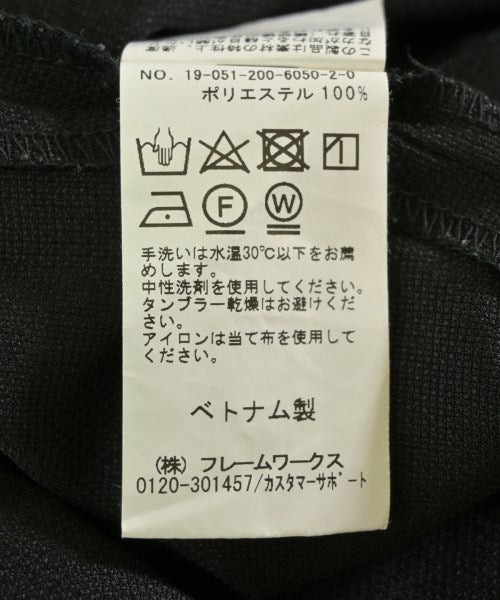 NO. 19-051-200-6050-2-0
ポリエステル 100%
F
W
手洗いは水温30℃以下をお薦
めします。
中性洗剤を使用してください。
タンブラー乾燥はお避けくだ
さい。
アイロンは当て布を使用して
ください。
ベトナム製
(株) フレームワークス
0120-301457/カスタマーサポート